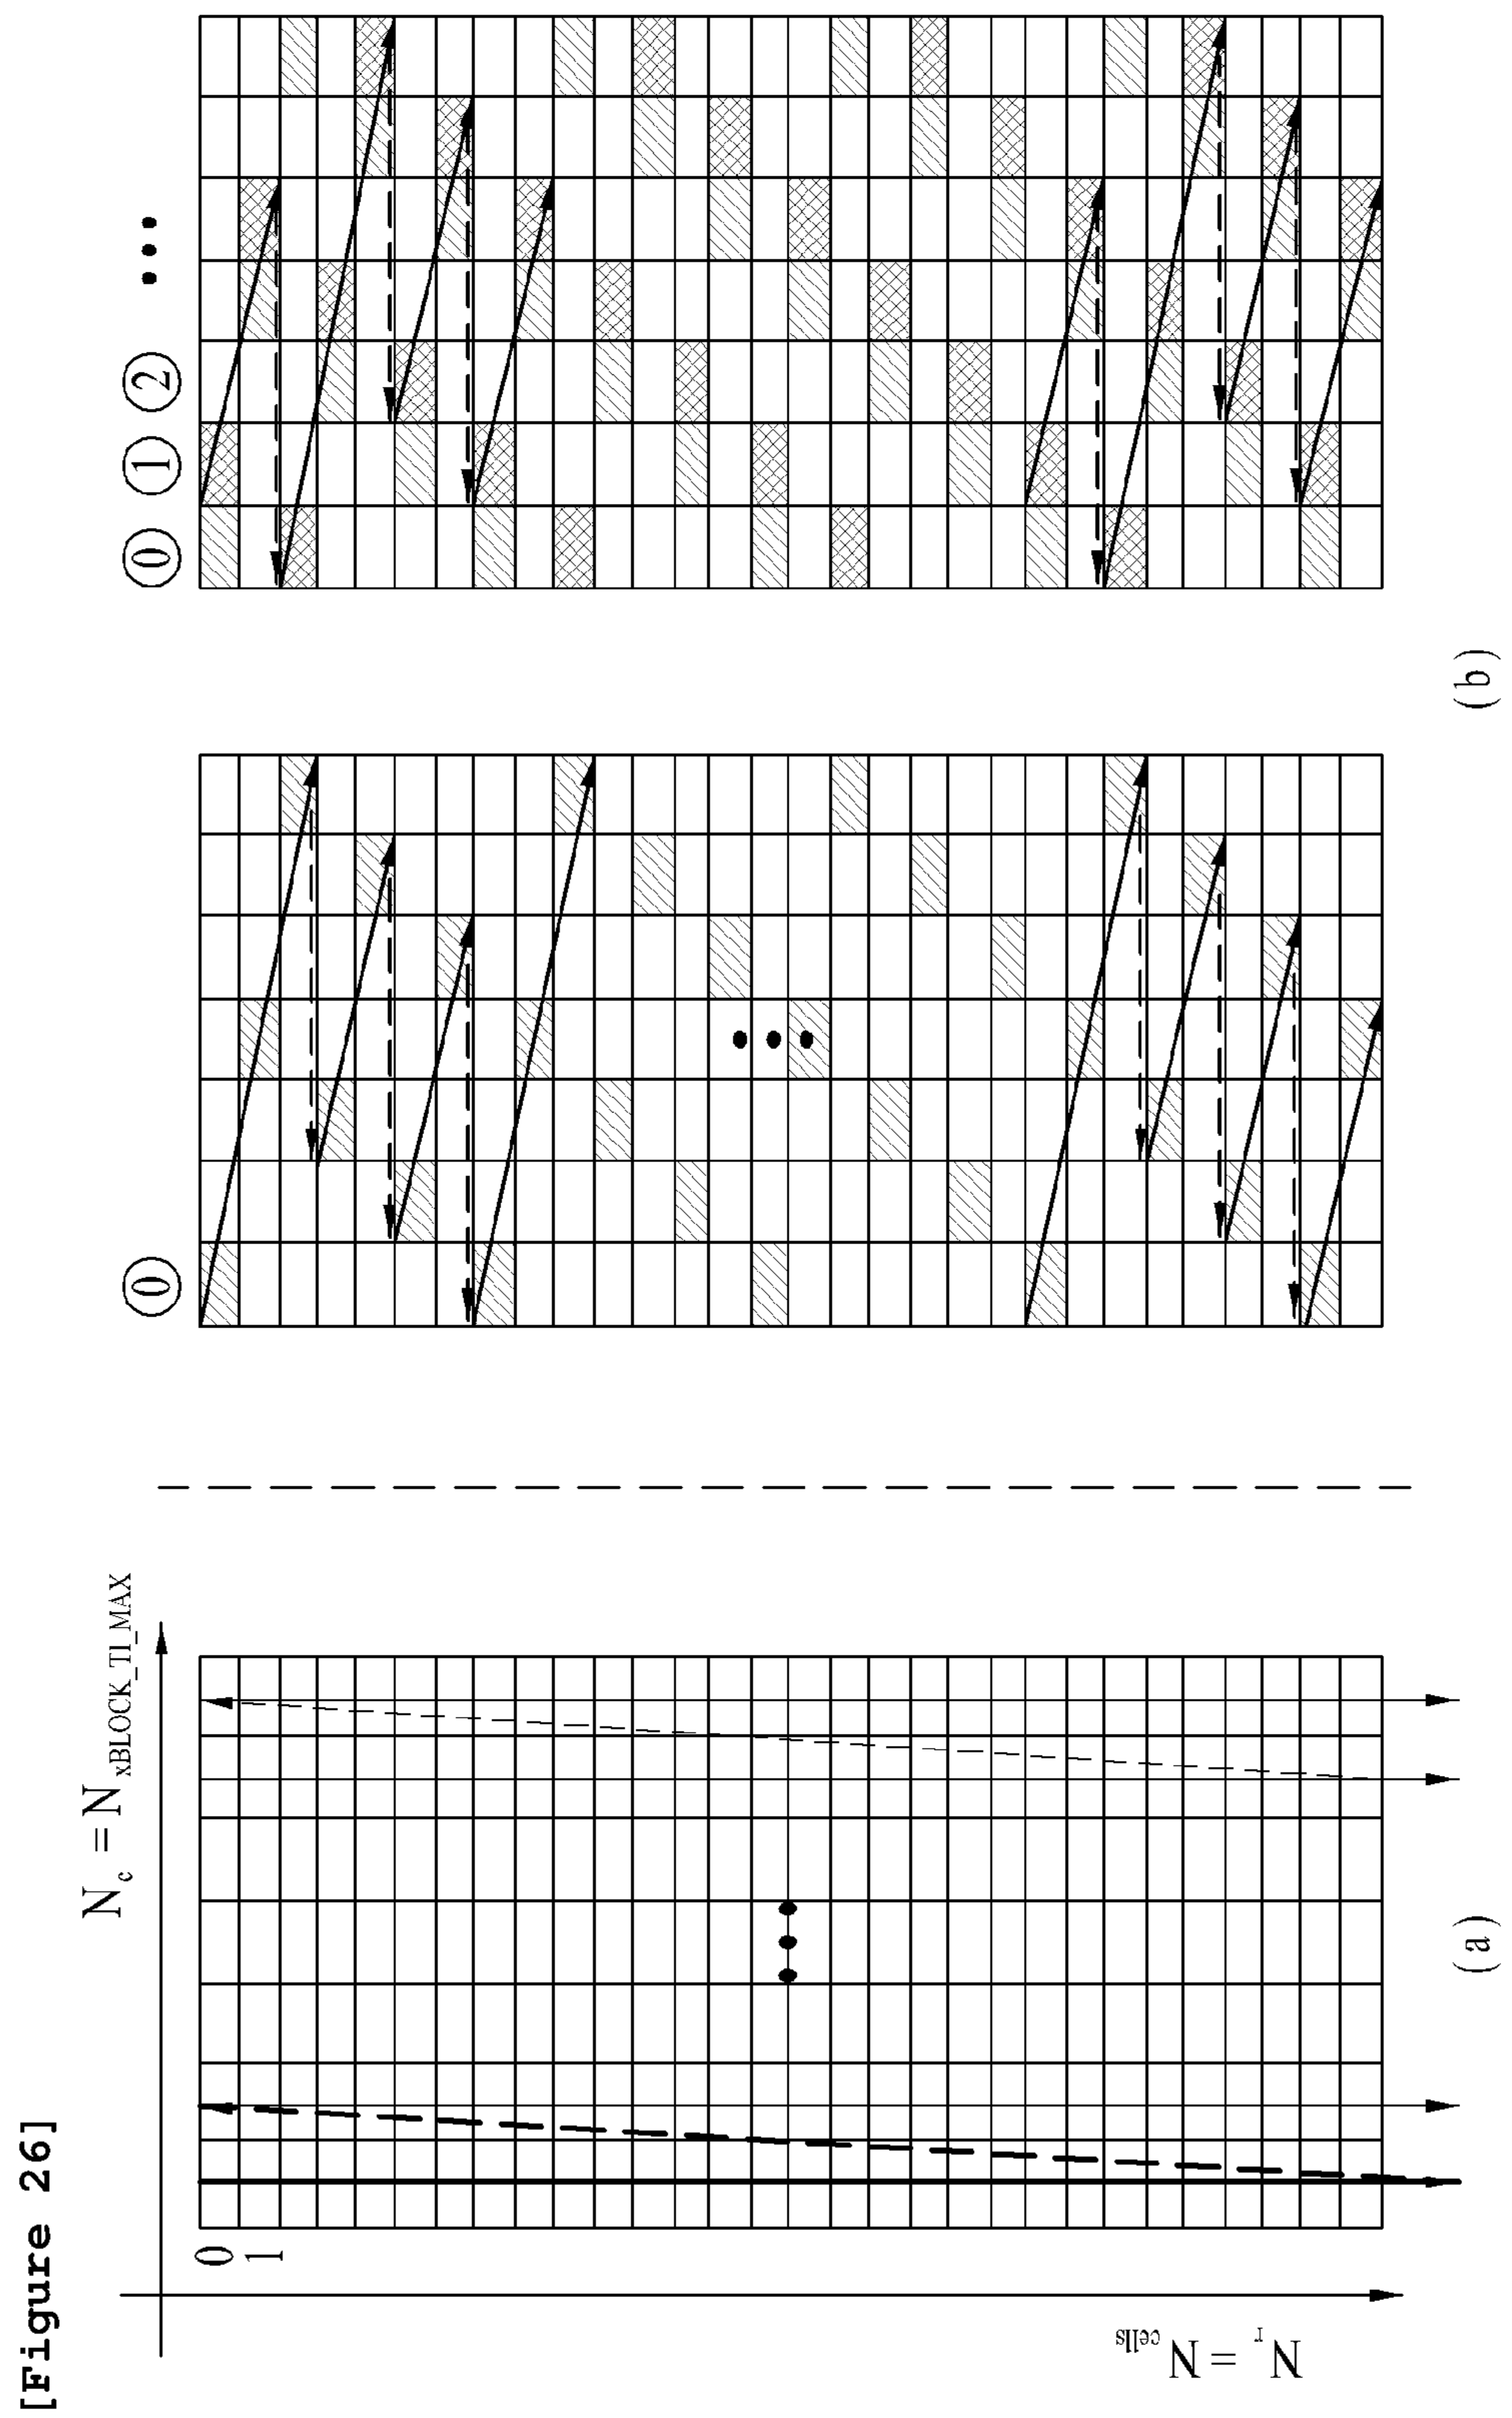 [Figure 26]
N_c = N_xBLOCK_TI_MAX
0
1
N_r = N_cells
(a)
⓪
⓪ ① ② •••
(b)